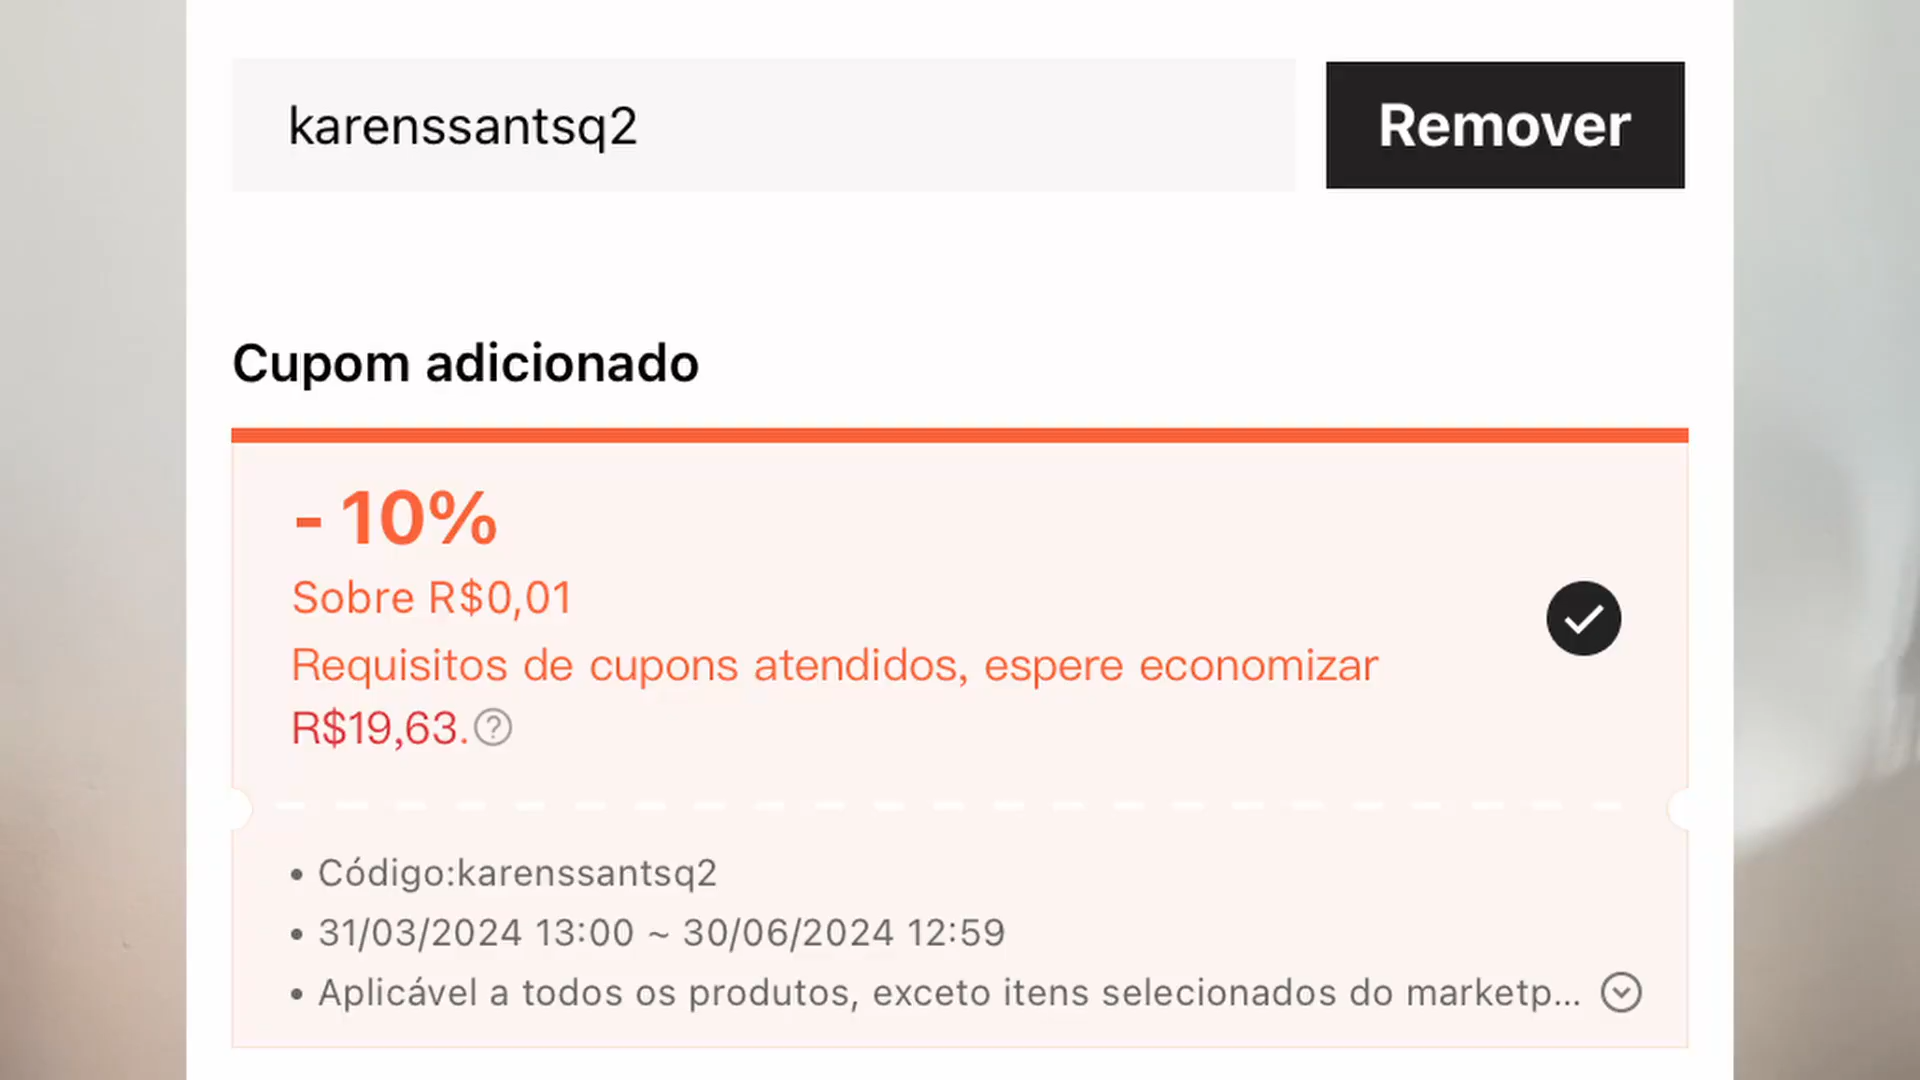 karenssantsq2
Remover
Cupom adicionado
- 10%
Sobre R$0,01
Requisitos de cupons atendidos, espere economizar
R$19,63.
• Código:karenssantsq2
• 31/03/2024 13:00 ~ 30/06/2024 12:59
• Aplicável a todos os produtos, exceto itens selecionados do marketp...